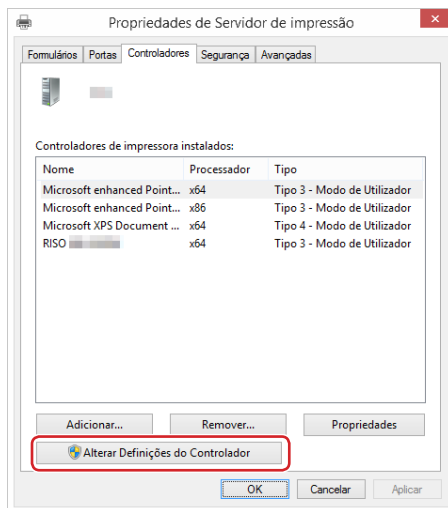 Propriedades de Servidor de impressão
Formulários Portas Controladores Segurança Avançadas
Controladores de impressora instalados:
Nome Processador Tipo
Microsoft enhanced Point... x64 Tipo 3 - Modo de Utilizador
Microsoft enhanced Point... x86 Tipo 3 - Modo de Utilizador
Microsoft XPS Document ... x64 Tipo 4 - Modo de Utilizador
RISO x64 Tipo 3 - Modo de Utilizador
Adicionar... Remover... Propriedades
Alterar Definições do Controlador
OK Cancelar Aplicar